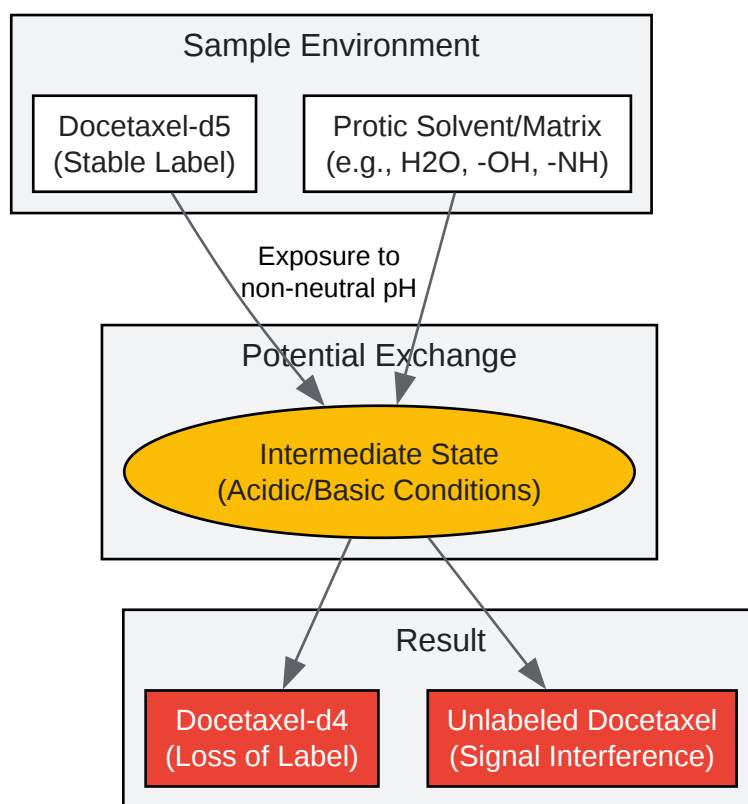 Sample Environment
Docetaxel-d5
(Stable Label)
Protic Solvent/Matrix
(e.g., H2O, -OH, -NH)
Exposure to
non-neutral pH
Potential Exchange
Intermediate State
(Acidic/Basic Conditions)
Result
Docetaxel-d4
(Loss of Label)
Unlabeled Docetaxel
(Signal Interference)